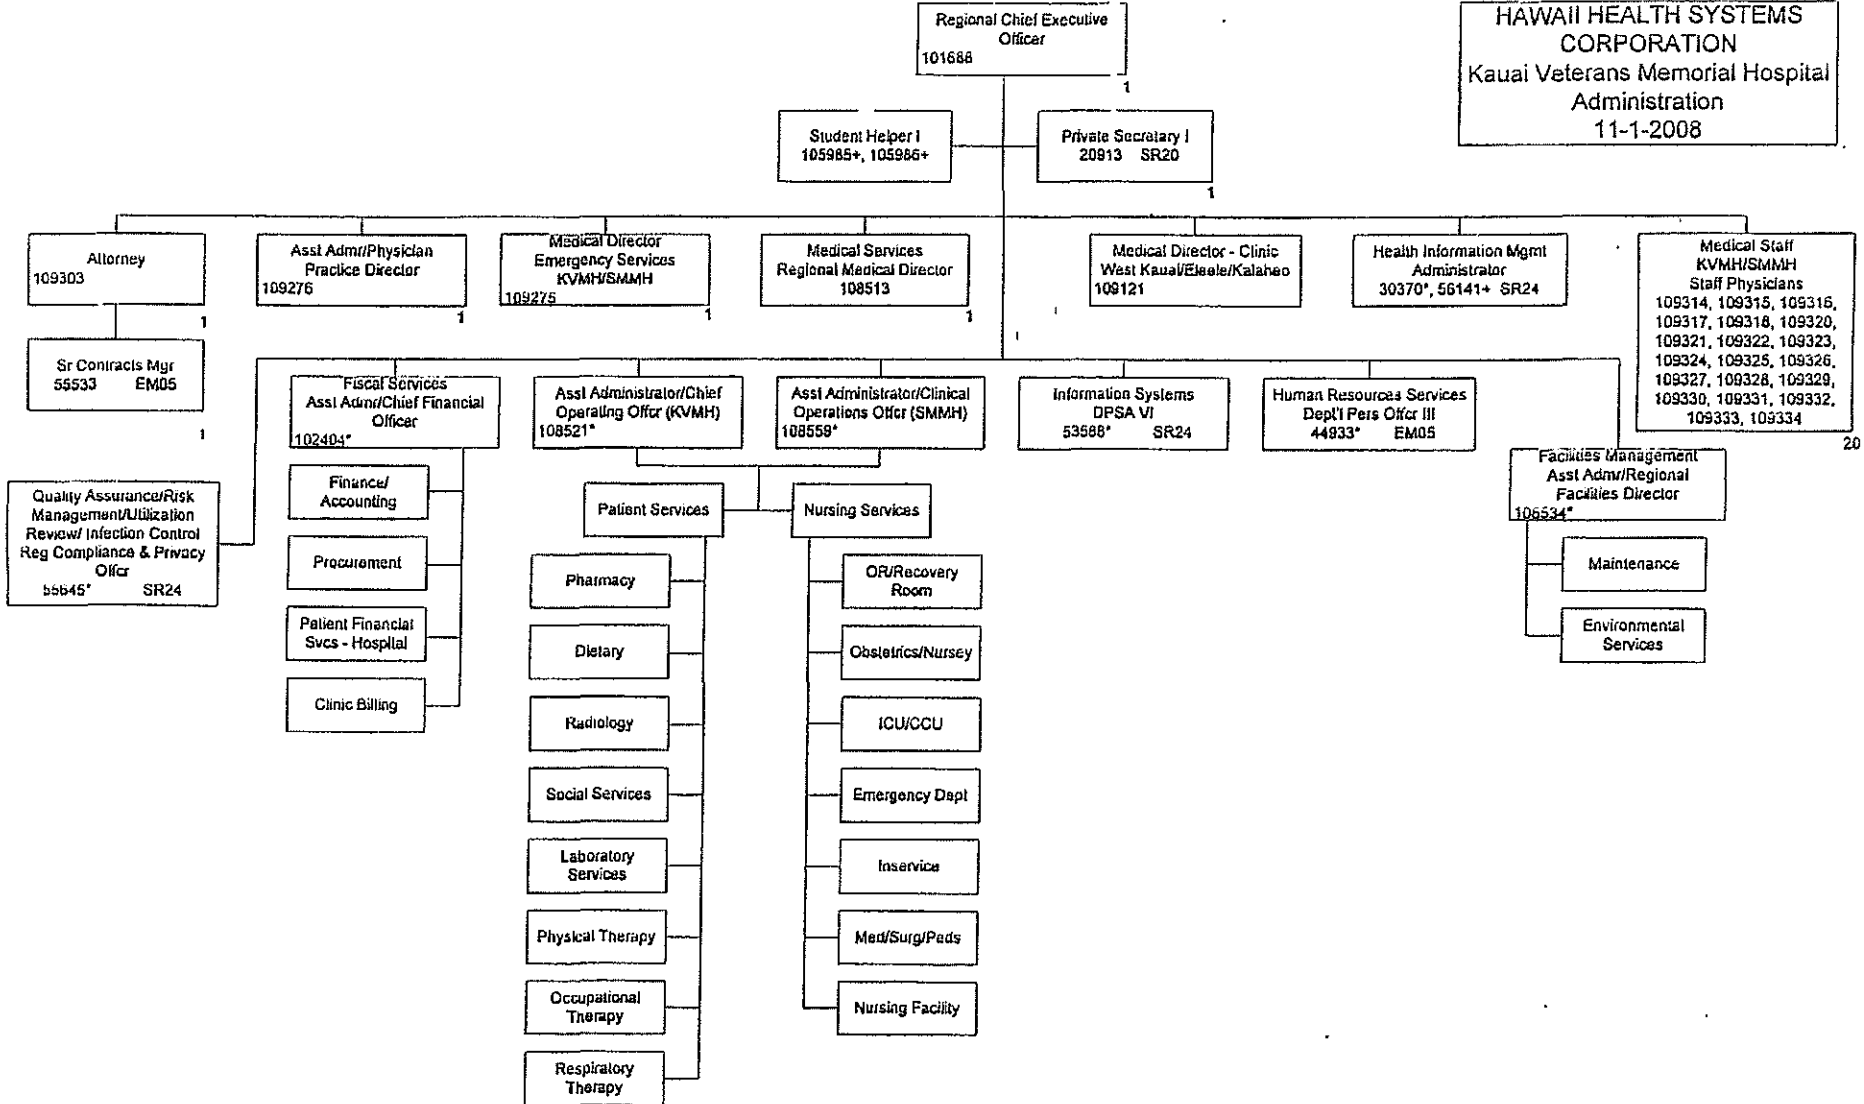 Regional Chief Executive
Officer
101688
1
HAWAII HEALTH SYSTEMS
CORPORATION
Kauai Veterans Memorial Hospital
Administration
11-1-2008
Student Helper I
105985+, 105986+
Private Secretary I
20913 SR20
1
Attorney
109303
1
Asst Admr/Physician
Practice Director
109276
1
Medical Director
Emergency Services
KVMH/SMMH
109275
1
Medical Services
Regional Medical Director
108513
1
Medical Director - Clinic
West Kauai/Eleele/Kalaheo
109121
Health Information Mgmt
Administrator
30370*, 56141+ SR24
Medical Staff
KVMH/SMMH
Staff Physicians
109314, 109315, 109316,
109317, 109318, 109320,
109321, 109322, 109323,
109324, 109325, 109326,
109327, 109328, 109329,
109330, 109331, 109332,
109333, 109334
20
Sr Contracts Mgr
55533 EM05
1
Fiscal Services
Asst Admr/Chief Financial
Officer
102404*
Asst Administrator/Chief
Operating Offcr (KVMH)
108521*
Asst Administrator/Clinical
Operations Offcr (SMMH)
108559*
Information Systems
DPSA VI
53588* SR24
Human Resources Services
Dept'l Pers Offcr III
44933* EM05
Facilities Management
Asst Admr/Regional
Facilities Director
106534*
Quality Assurance/Risk
Management/Utilization
Review/ Infection Control
Reg Compliance & Privacy
Offcr
55645* SR24
Finance/
Accounting
Procurement
Patient Financial
Svcs - Hospital
Clinic Billing
Patient Services
Nursing Services
Pharmacy
Dietary
Radiology
Social Services
Laboratory
Services
Physical Therapy
Occupational
Therapy
Respiratory
Therapy
OR/Recovery
Room
Obstetrics/Nursey
ICU/CCU
Emergency Dept
Inservice
Med/Surg/Peds
Nursing Facility
Maintenance
Environmental
Services